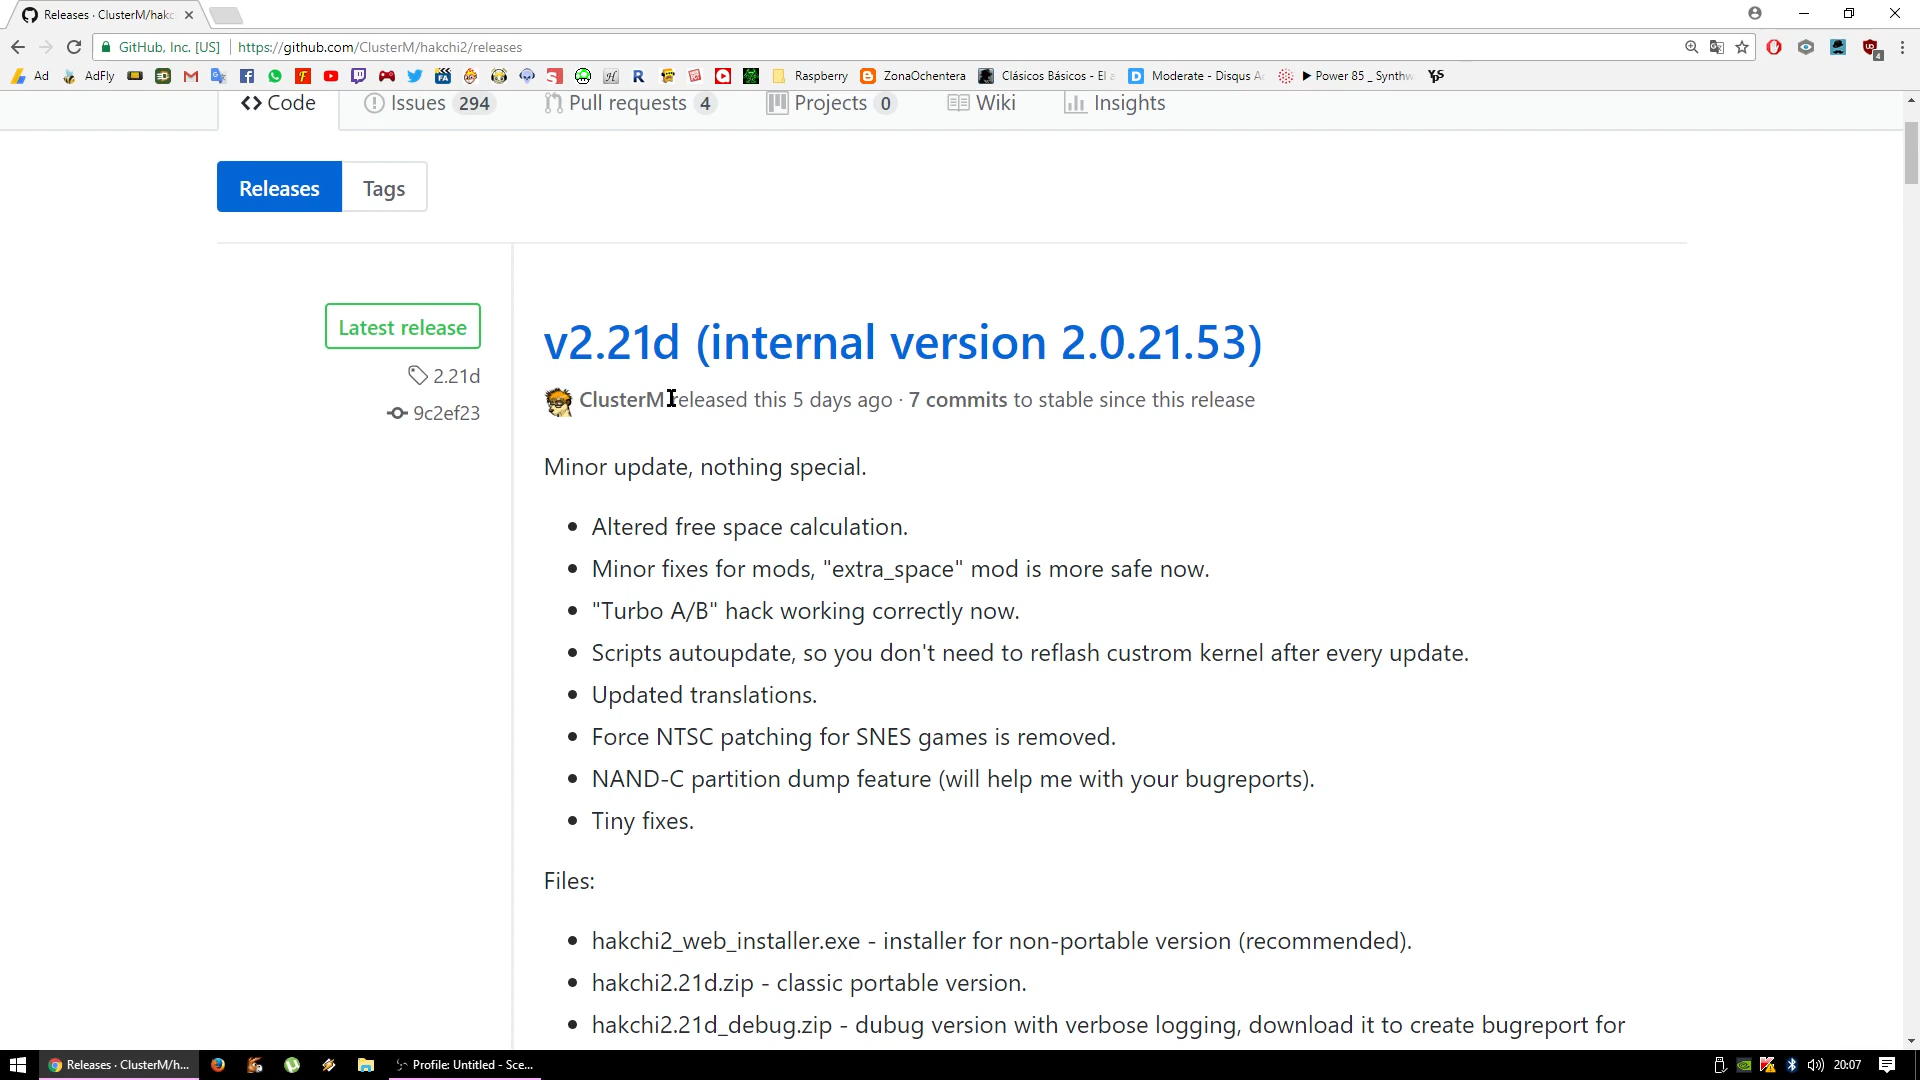 Releases · ClusterM/hakc
GitHub, Inc. [US]
https://github.com/ClusterM/hakchi2/releases
4
Ad
AdFly
Raspberry
ZonaOchentera
Clásicos Básicos - El a
Moderate - Disqus A
▶ Power 85 _ Synthw
Code
Issues 294
Pull requests 4
Projects 0
Wiki
Insights
Releases
Tags
Latest release
2.21d
9c2ef23
v2.21d (internal version 2.0.21.53)
ClusterM released this 5 days ago · 7 commits to stable since this release
Minor update, nothing special.
• Altered free space calculation.
• Minor fixes for mods, "extra_space" mod is more safe now.
• "Turbo A/B" hack working correctly now.
• Scripts autoupdate, so you don't need to reflash custrom kernel after every update.
• Updated translations.
• Force NTSC patching for SNES games is removed.
• NAND-C partition dump feature (will help me with your bugreports).
• Tiny fixes.
Files:
• hakchi2_web_installer.exe - installer for non-portable version (recommended).
• hakchi2.21d.zip - classic portable version.
• hakchi2.21d_debug.zip - dubug version with verbose logging, download it to create bugreport for
Releases · ClusterM/h...
Profile: Untitled - Sce...
20:07